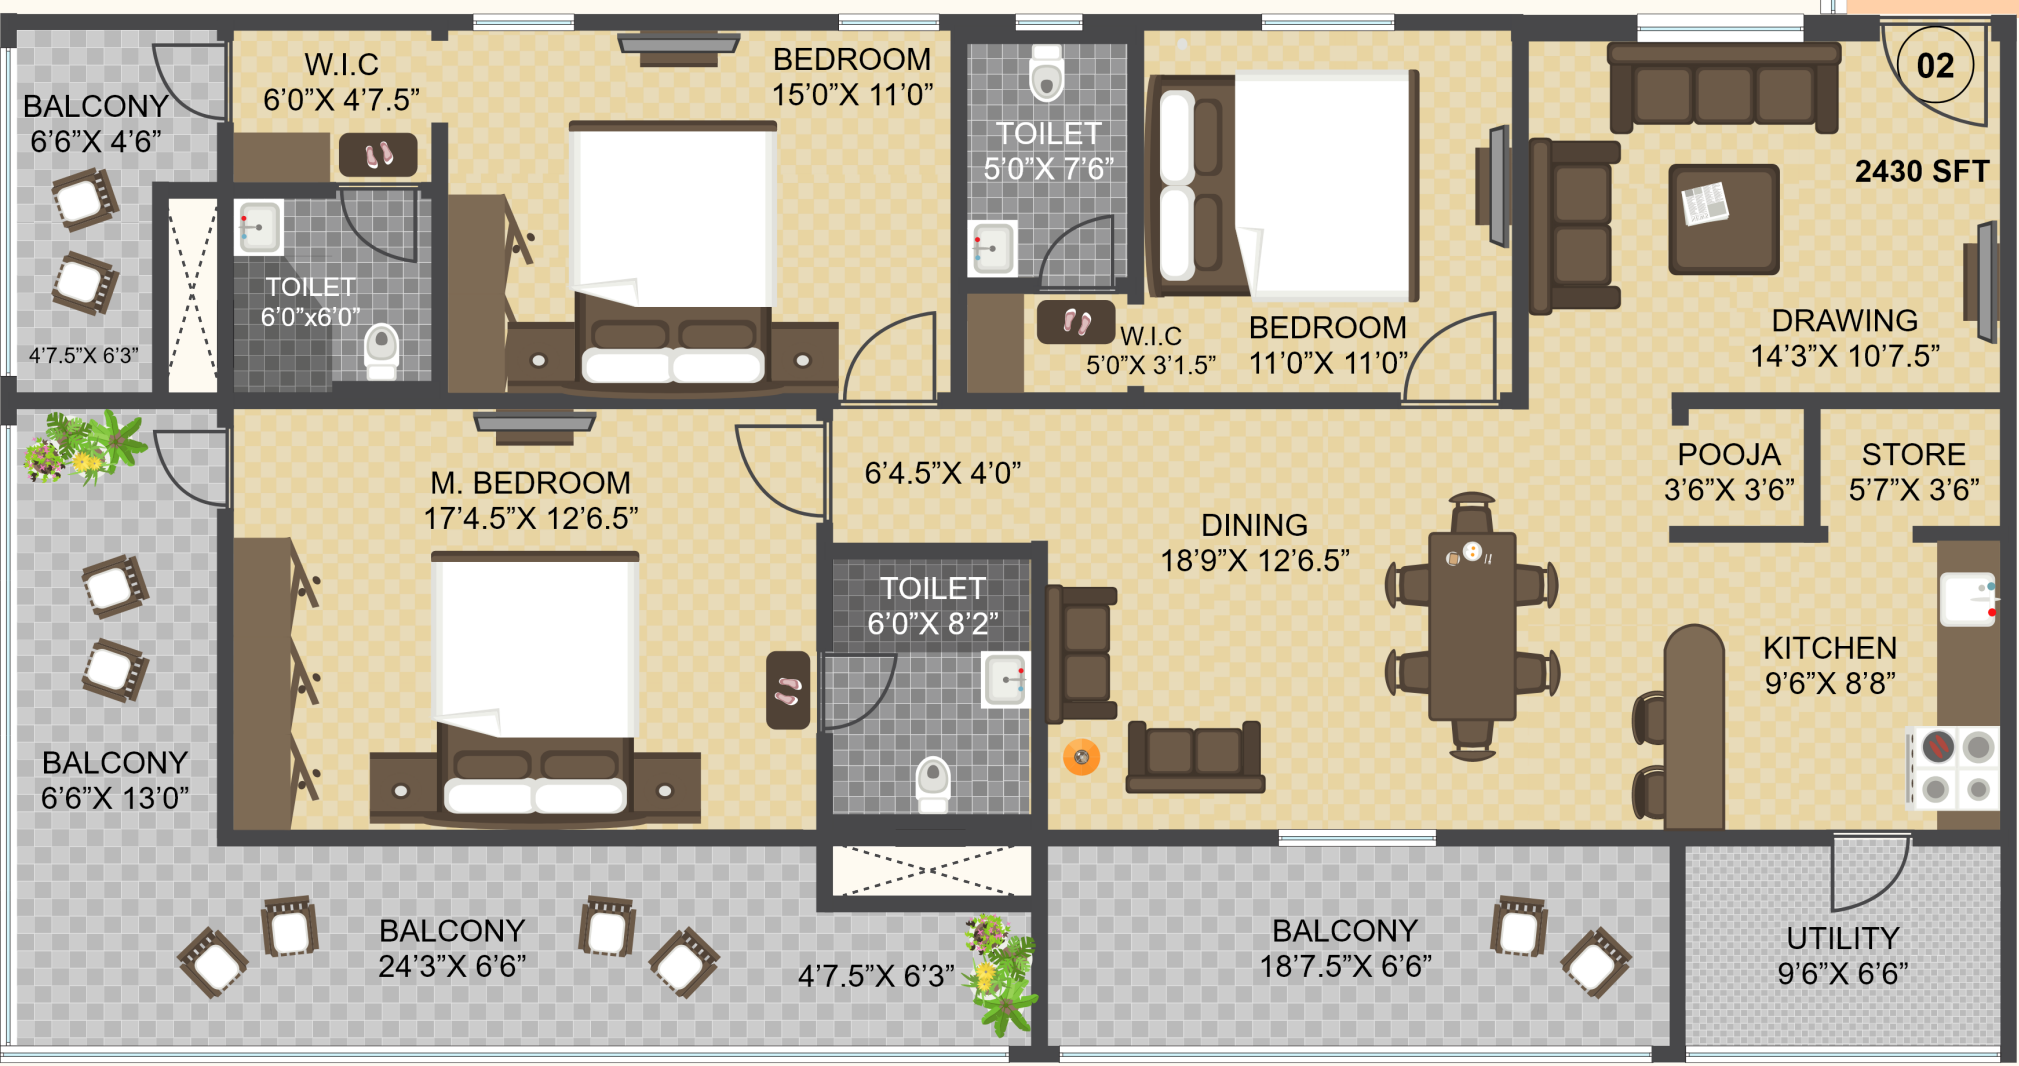 BALCONY
6’6”X 4’6”
W.I.C
6’0”X 4’7.5”
BEDROOM
15’0”X 11’0”
TOILET
5’0”X 7’6”
02
2430 SFT
TOILET
6’0”x6’0”
4’7.5”X 6’3”
W.I.C
5’0”X 3’1.5”
BEDROOM
11’0”X 11’0”
DRAWING
14’3”X 10’7.5”
M. BEDROOM
17’4.5”X 12’6.5”
6’4.5”X 4’0”
POOJA
3’6”X 3’6”
STORE
5’7”X 3’6”
DINING
18’9”X 12’6.5”
TOILET
6’0”X 8’2”
KITCHEN
9’6”X 8’8”
BALCONY
6’6”X 13’0”
BALCONY
24’3”X 6’6”
4’7.5”X 6’3”
BALCONY
18’7.5”X 6’6”
UTILITY
9’6”X 6’6”